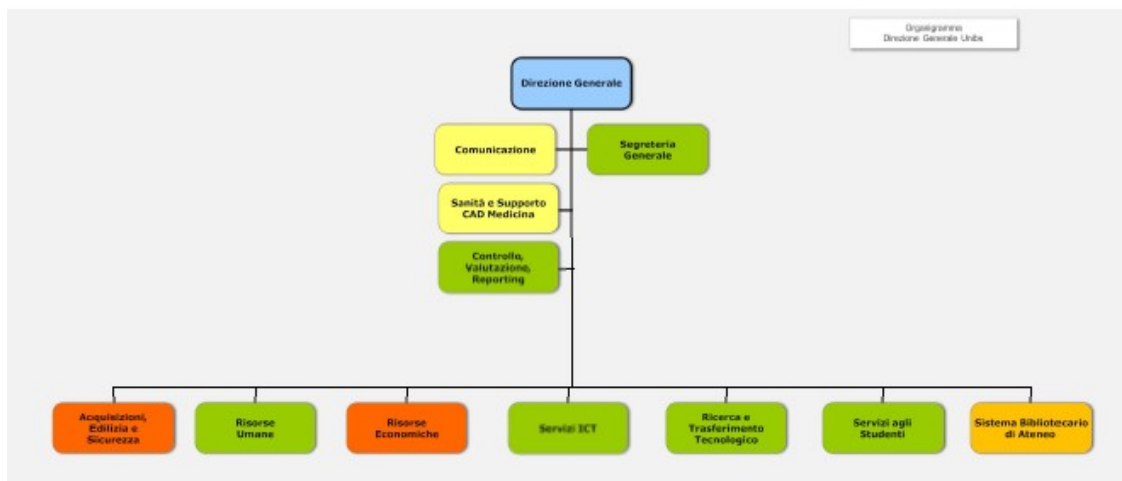 Organigramma
Direzione Generale Unibs
Direzione Generale
Comunicazione
Segreteria
Generale
Sanità e Supporto
CAD Medicina
Controllo,
Valutazione,
Reporting
Acquisizioni,
Edilizia e
Sicurezza
Risorse
Umane
Risorse
Economiche
Servizi ICT
Ricerca e
Trasferimento
Tecnologico
Servizi agli
Studenti
Sistema Bibliotecario
di Ateneo